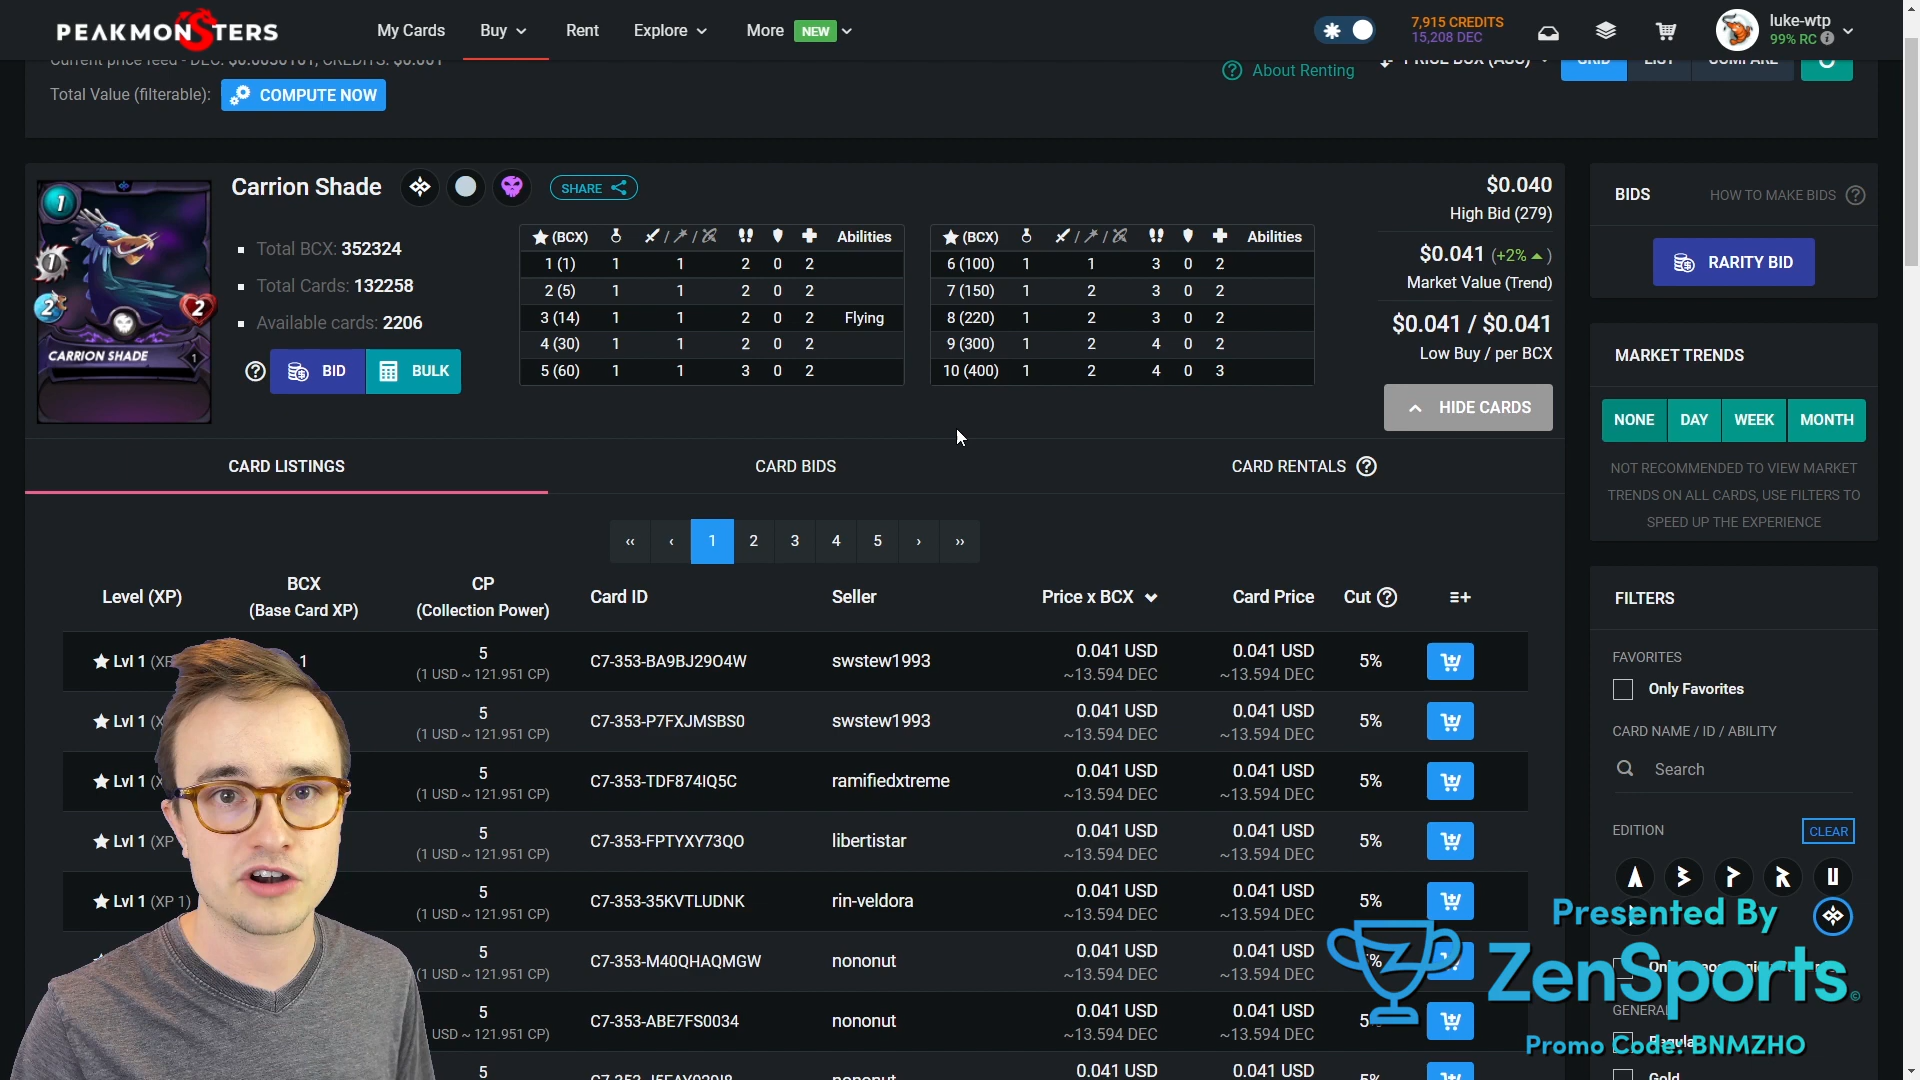 PEAKMONSTERS
My Cards
Buy
Rent
Explore
More NEW
7,915 CREDITS
15,208 DEC
luke-wtp
99% RC
Total Value (filterable):
COMPUTE NOW
About Renting
Carrion Shade
SHARE
Total BCX: 352324
Total Cards: 132258
Available cards: 2206
BID
BULK
1
2
2
CARRION SHADE
1
(BCX) Abilities
1 (1) 1 1 2 0 2
2 (5) 1 1 2 0 2
3 (14) 1 1 2 0 2 Flying
4 (30) 1 1 2 0 2
5 (60) 1 1 3 0 2
(BCX) Abilities
6 (100) 1 1 3 0 2
7 (150) 1 2 3 0 2
8 (220) 1 2 3 0 2
9 (300) 1 2 4 0 2
10 (400) 1 2 4 0 3
$0.040
High Bid (279)
$0.041 (+2% )
Market Value (Trend)
$0.041 / $0.041
Low Buy / per BCX
HIDE CARDS
BIDS
HOW TO MAKE BIDS
RARITY BID
MARKET TRENDS
NONE DAY WEEK MONTH
NOT RECOMMENDED TO VIEW MARKET
TRENDS ON ALL CARDS, USE FILTERS TO
SPEED UP THE EXPERIENCE
CARD LISTINGS
CARD BIDS
CARD RENTALS
‹‹ ‹ 1 2 3 4 5 › ››
Level (XP)
BCX
(Base Card XP)
CP
(Collection Power)
Card ID
Seller
Price x BCX
Card Price
Cut
Lvl 1 1 5 C7-353-BA9BJ29O4W swstew1993 0.041 USD 0.041 USD 5%
(1 USD ~ 121.951 CP) ~13.594 DEC ~13.594 DEC
Lvl 1 5 C7-353-P7FXJMSBS0 swstew1993 0.041 USD 0.041 USD 5%
(1 USD ~ 121.951 CP) ~13.594 DEC ~13.594 DEC
Lvl 1 5 C7-353-TDF874IQ5C ramifiedxtreme 0.041 USD 0.041 USD 5%
(1 USD ~ 121.951 CP) ~13.594 DEC ~13.594 DEC
Lvl 1 (XP 5 C7-353-FPTYXY73QO libertistar 0.041 USD 0.041 USD 5%
(1 USD ~ 121.951 CP) ~13.594 DEC ~13.594 DEC
Lvl 1 (XP 1) 5 C7-353-35KVTLUDNK rin-veldora 0.041 USD 0.041 USD 5%
(1 USD ~ 121.951 CP) ~13.594 DEC ~13.594 DEC
5 C7-353-M40QHAQMGW nononut 0.041 USD 0.041 USD
(1 USD ~ 121.951 CP) ~13.594 DEC ~13.594 DEC
5 C7-353-ABE7FS0034 nononut 0.041 USD 0.041 USD
USD ~ 121.951 CP) ~13.594 DEC ~13.594 DEC
5 0.041 USD 0.041 USD
FILTERS
FAVORITES
Only Favorites
CARD NAME / ID / ABILITY
Search
EDITION
CLEAR
GENERAL
Regular
Gold
Presented By
ZenSports
Promo Code: BNMZHO